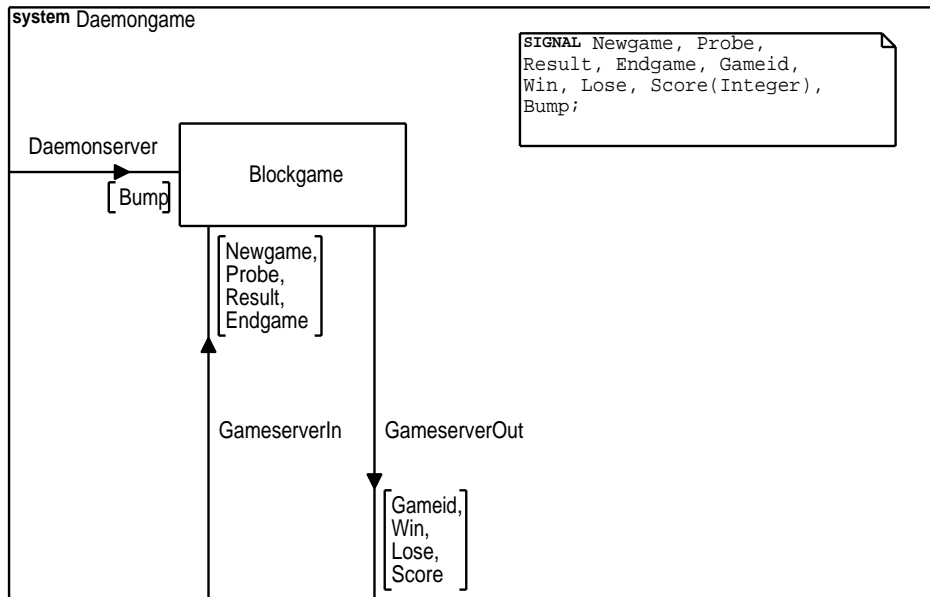 system Daemongame
SIGNAL Newgame, Probe,
Result, Endgame, Gameid,
Win, Lose, Score(Integer),
Bump;
Daemonserver
Blockgame
Bump
Newgame,
Probe,
Result,
Endgame
GameserverIn
GameserverOut
Gameid,
Win,
Lose,
Score